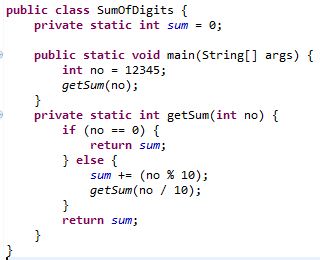 public class SumOfDigits {
    private static int sum = 0;
    public static void main(String[] args) {
        int no = 12345;
        getSum(no);
    }
    private static int getSum(int no) {
        if (no == 0) {
            return sum;
        } else {
            sum += (no % 10);
            getSum(no / 10);
        }
        return sum;
    }
}